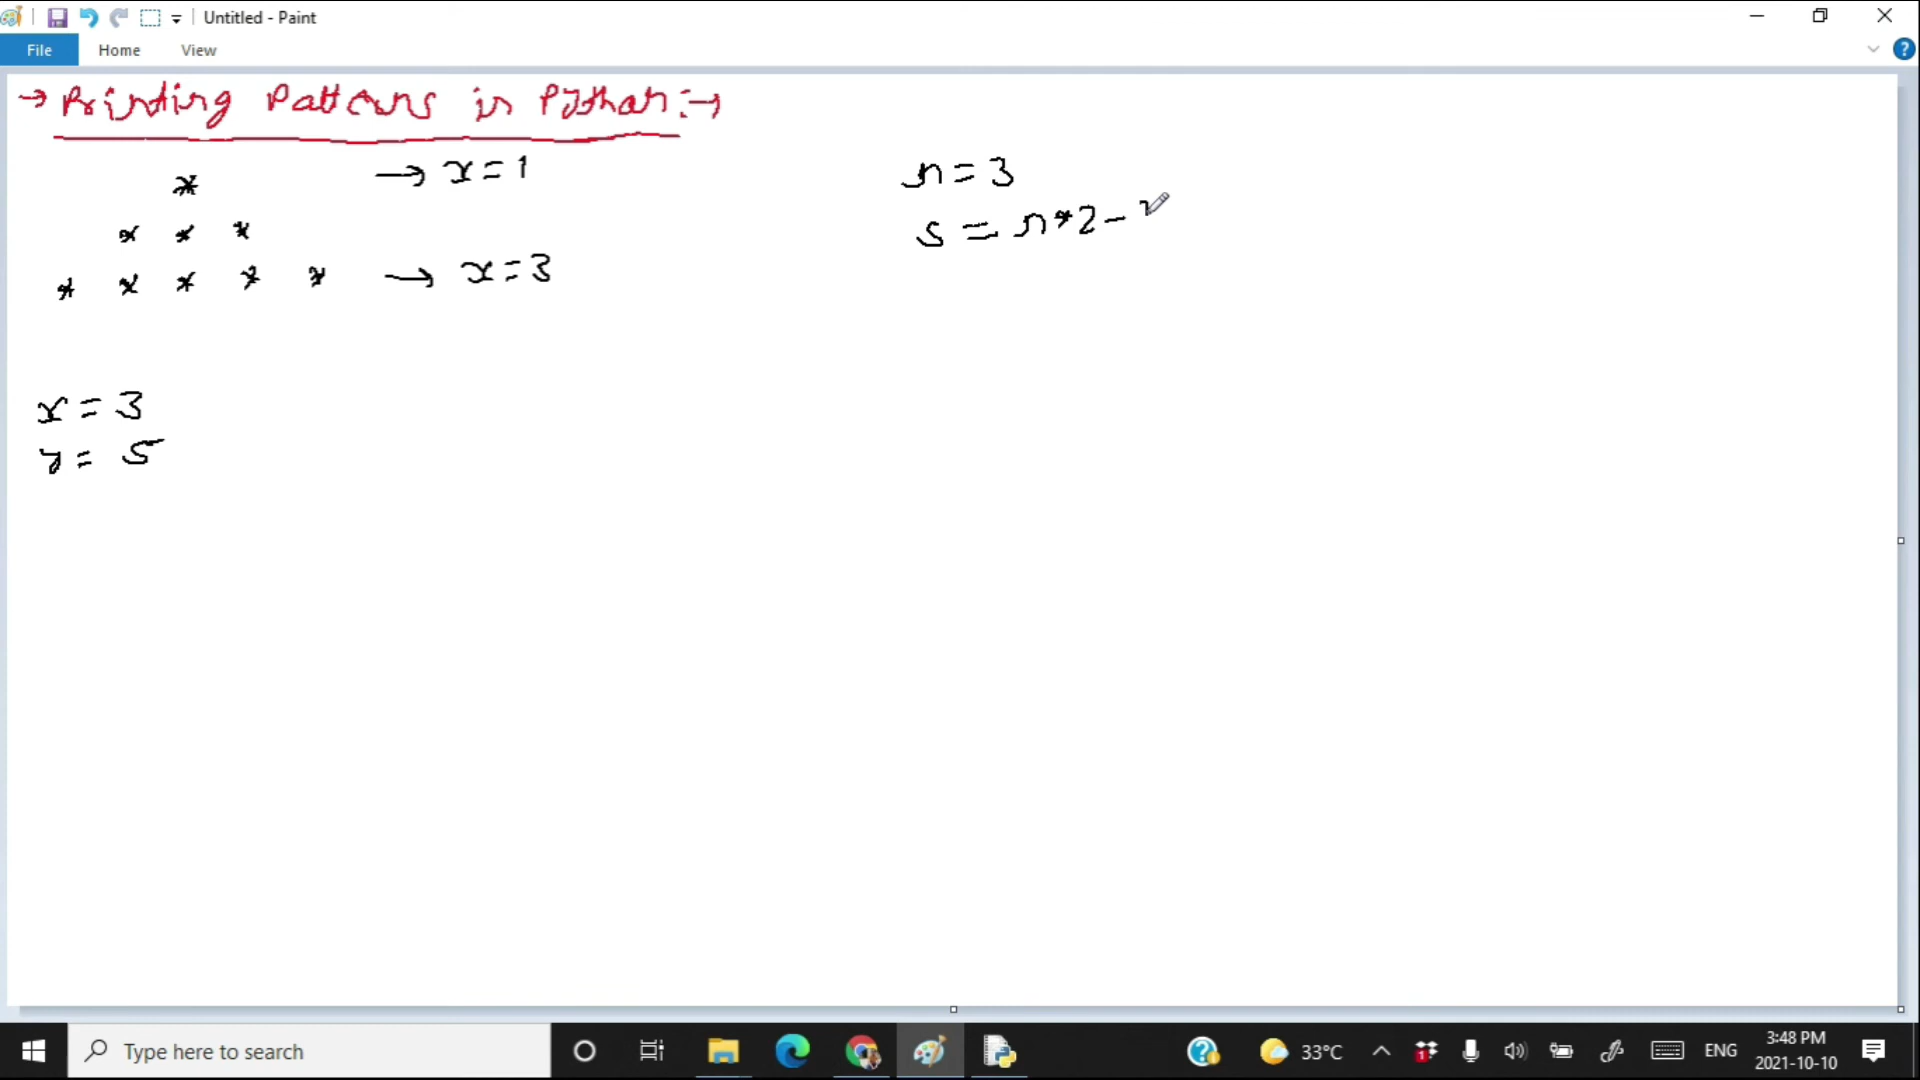 Untitled - Paint
File Home View
→ Printing Patterns in Python :→
* → x = 1
* * *
* * * * * → x = 3
x = 3
y = 5
n = 3
s = n*2-
Type here to search
1
33°C
ENG
3:48 PM
2021-10-10